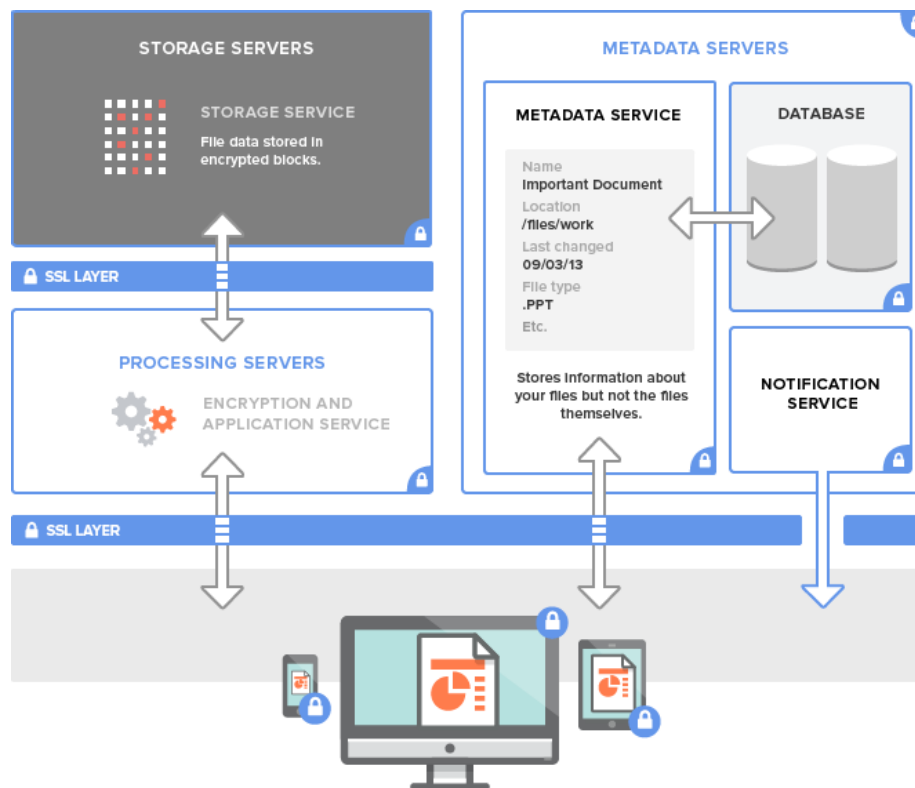 STORAGE SERVERS
STORAGE SERVICE
File data stored in
encrypted blocks.
SSL LAYER
PROCESSING SERVERS
ENCRYPTION AND
APPLICATION SERVICE
METADATA SERVERS
METADATA SERVICE
Name
Important Document
Location
/files/work
Last changed
09/03/13
File type
.PPT
Etc.
Stores information about
your files but not the files
themselves.
DATABASE
NOTIFICATION
SERVICE
SSL LAYER